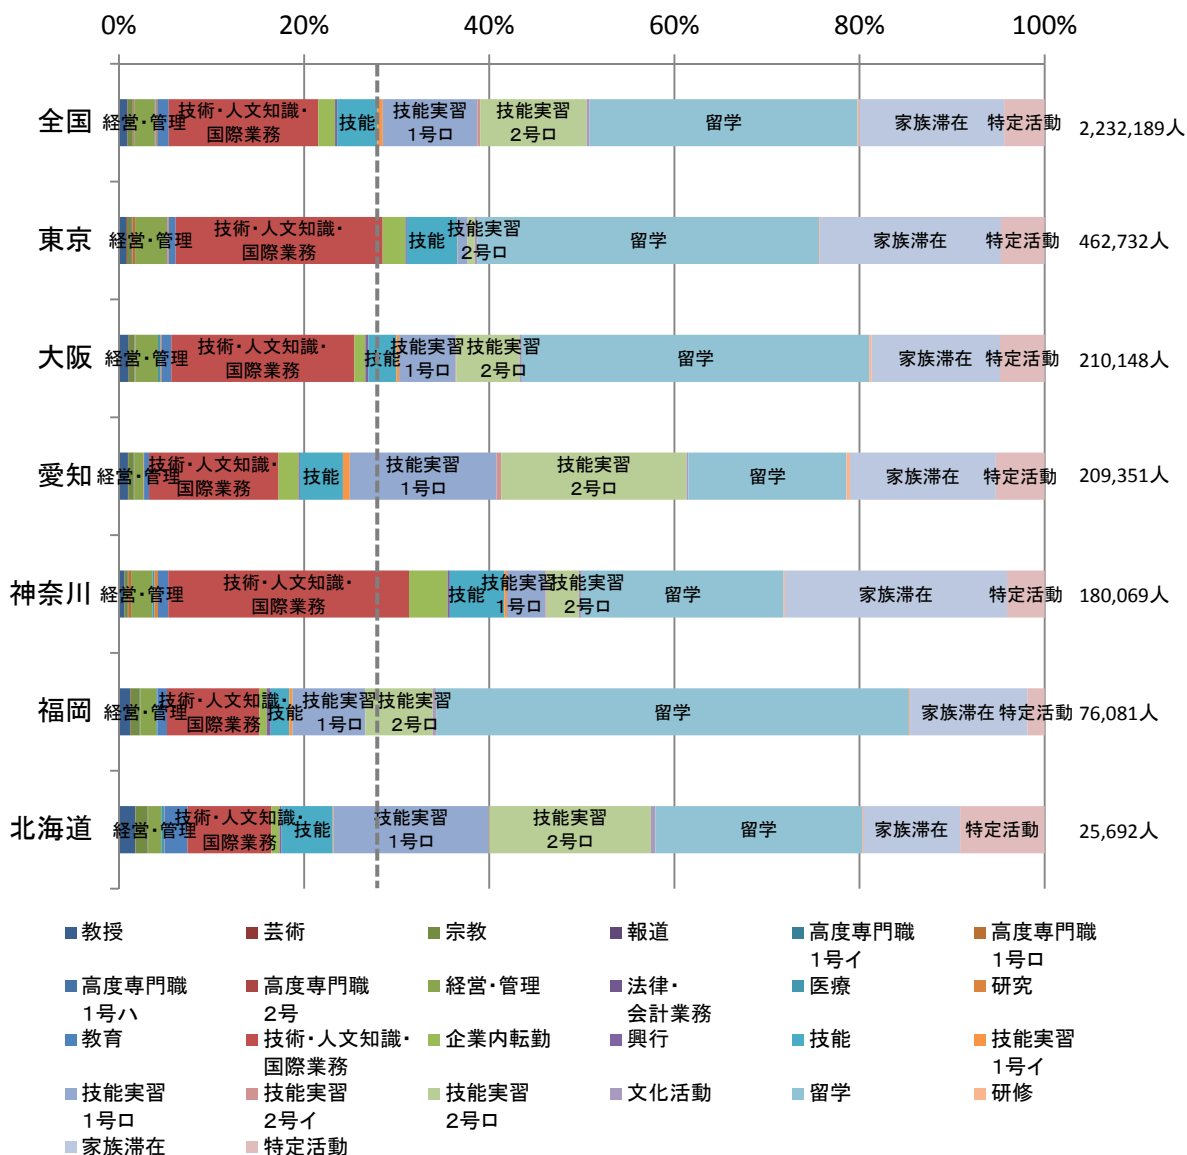 0% 20% 40% 60% 80% 100%
全国 経営・管理 技術・人文知識・ 技能 技能実習 技能実習 留学 家族滞在 特定活動 2,232,189人
国際業務 1号ロ 2号ロ
東京 経営・管理 技術・人文知識・ 技能 技能実習 留学 家族滞在 特定活動 462,732人
国際業務 2号ロ
大阪 経営・管理 技術・人文知識・ 技能 技能実習 技能実習 留学 家族滞在 特定活動 210,148人
国際業務 1号ロ 2号ロ
愛知 経営・管理 技術・人文知識・ 技能 技能実習 技能実習 留学 家族滞在 特定活動 209,351人
国際業務 1号ロ 2号ロ
神奈川 経営・管理 技術・人文知識・ 技能 技能実習 技能実習 留学 家族滞在 特定活動 180,069人
国際業務 1号ロ 2号ロ
福岡 経営・管理 技術・人文知識・ 技能 技能実習 技能実習 留学 家族滞在 特定活動 76,081人
国際業務 1号ロ 2号ロ
北海道 経営・管理 技術・人文知識・ 技能 技能実習 技能実習 留学 家族滞在 特定活動 25,692人
国際業務 1号ロ 2号ロ
教授 芸術 宗教 報道 高度専門職 高度専門職
1号イ 1号ロ
高度専門職 高度専門職 経営・管理 法律・ 医療 研究
1号ハ 2号 会計業務
教育 技術・人文知識・ 企業内転勤 興行 技能 技能実習
国際業務 1号イ
技能実習 技能実習 技能実習 文化活動 留学 研修
1号ロ 2号イ 2号ロ
家族滞在 特定活動